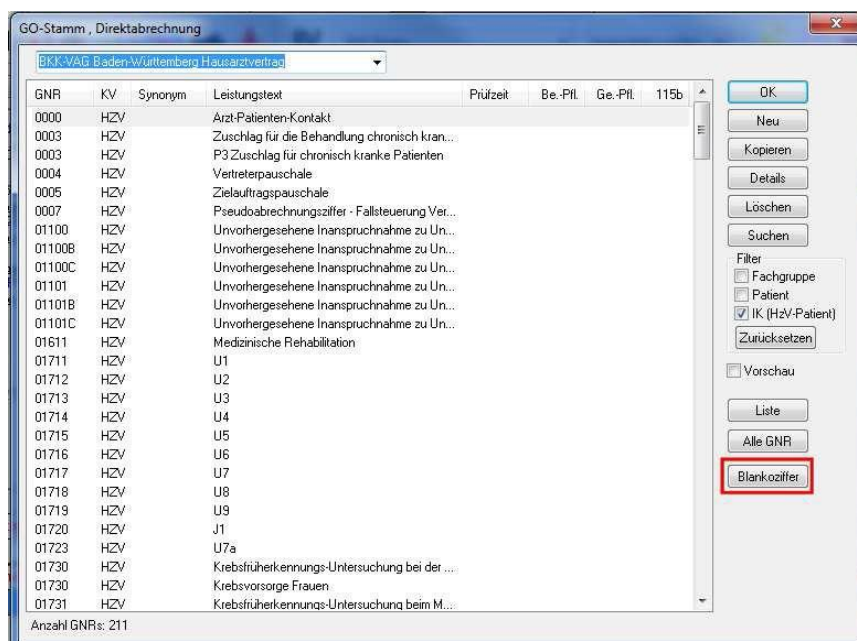 GO-Stamm , Direktabrechnung
BKK-VAG Baden-Württemberg Hausarztvertrag
GNR KV Synonym Leistungstext Prüfzeit Be.-Pfl. Ge.-Pfl. 115b
0000 HZV Arzt-Patienten-Kontakt
0003 HZV Zuschlag für die Behandlung chronisch kran...
0003 HZV P3 Zuschlag für chronisch kranke Patienten
0004 HZV Vertreterpauschale
0005 HZV Zielauftragspauschale
0007 HZV Pseudoabrechnungsziffer - Fallsteuerung Ver...
01100 HZV Unvorhergesehene Inanspruchnahme zu Un...
01100B HZV Unvorhergesehene Inanspruchnahme zu Un...
01100C HZV Unvorhergesehene Inanspruchnahme zu Un...
01101 HZV Unvorhergesehene Inanspruchnahme zu Un...
01101B HZV Unvorhergesehene Inanspruchnahme zu Un...
01101C HZV Unvorhergesehene Inanspruchnahme zu Un...
01611 HZV Medizinische Rehabilitation
01711 HZV U1
01712 HZV U2
01713 HZV U3
01714 HZV U4
01715 HZV U5
01716 HZV U6
01717 HZV U7
01718 HZV U8
01719 HZV U9
01720 HZV J1
01723 HZV U7a
01730 HZV Krebsfrüherkennungs-Untersuchung bei der ...
01730 HZV Krebsvorsorge Frauen
01731 HZV Krebsfrüherkennungs-Untersuchung beim M...
Anzahl GNRs: 211
OK
Neu
Kopieren
Details
Löschen
Suchen
Filter
Fachgruppe
Patient
IK (HzV-Patient)
Zurücksetzen
Vorschau
Liste
Alle GNR
Blankoziffer